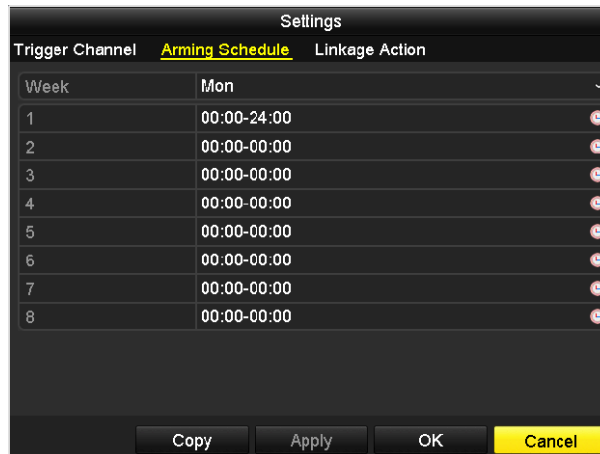 Settings
Trigger Channel Arming Schedule Linkage Action
Week Mon
1 00:00-24:00
2 00:00-00:00
3 00:00-00:00
4 00:00-00:00
5 00:00-00:00
6 00:00-00:00
7 00:00-00:00
8 00:00-00:00
Copy Apply OK Cancel